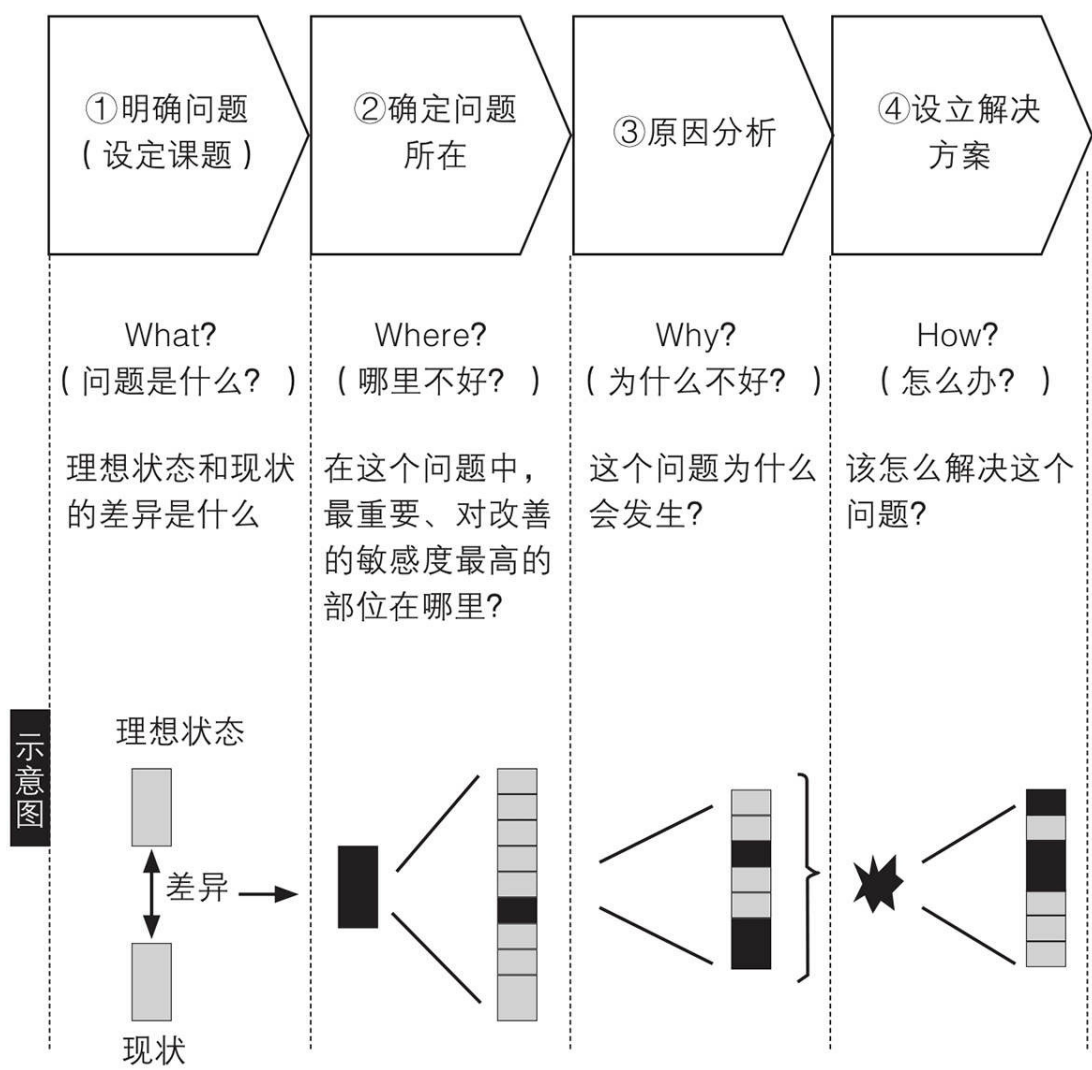 ①明确问题
（设定课题）
②确定问题
所在
③原因分析
④设立解决
方案
What?
（问题是什么？）
Where?
（哪里不好？）
Why?
（为什么不好？）
How?
（怎么办？）
理想状态和现状
的差异是什么
在这个问题中，
最重要、对改善
的敏感度最高的
部位在哪里？
这个问题为什么
会发生？
该怎么解决这个
问题？
示意图
理想状态
差异
现状